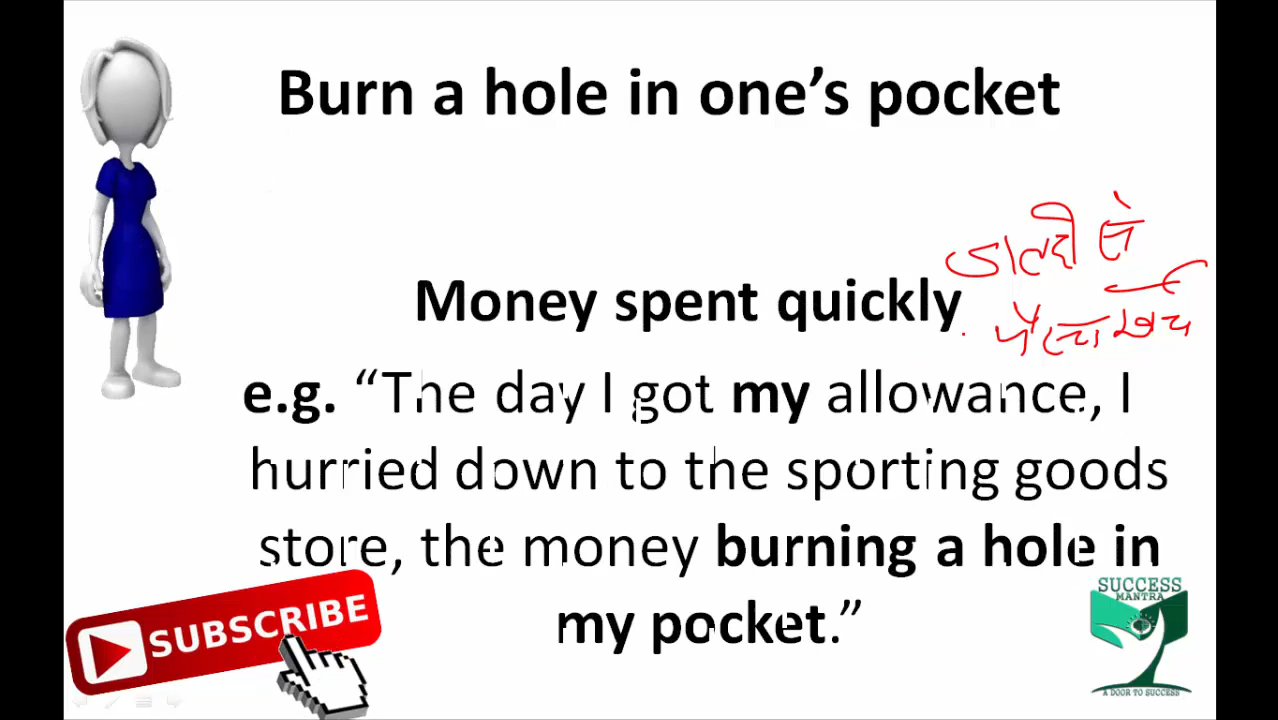 Burn a hole in one’s pocket
Money spent quickly
जल्दी से
पैसा खर्च
e.g. “The day I got my allowance, I
hurried down to the sporting goods
store, the money burning a hole in
my pocket.”
SUBSCRIBE
SUCCESS
MANTRA
A DOOR TO SUCCESS